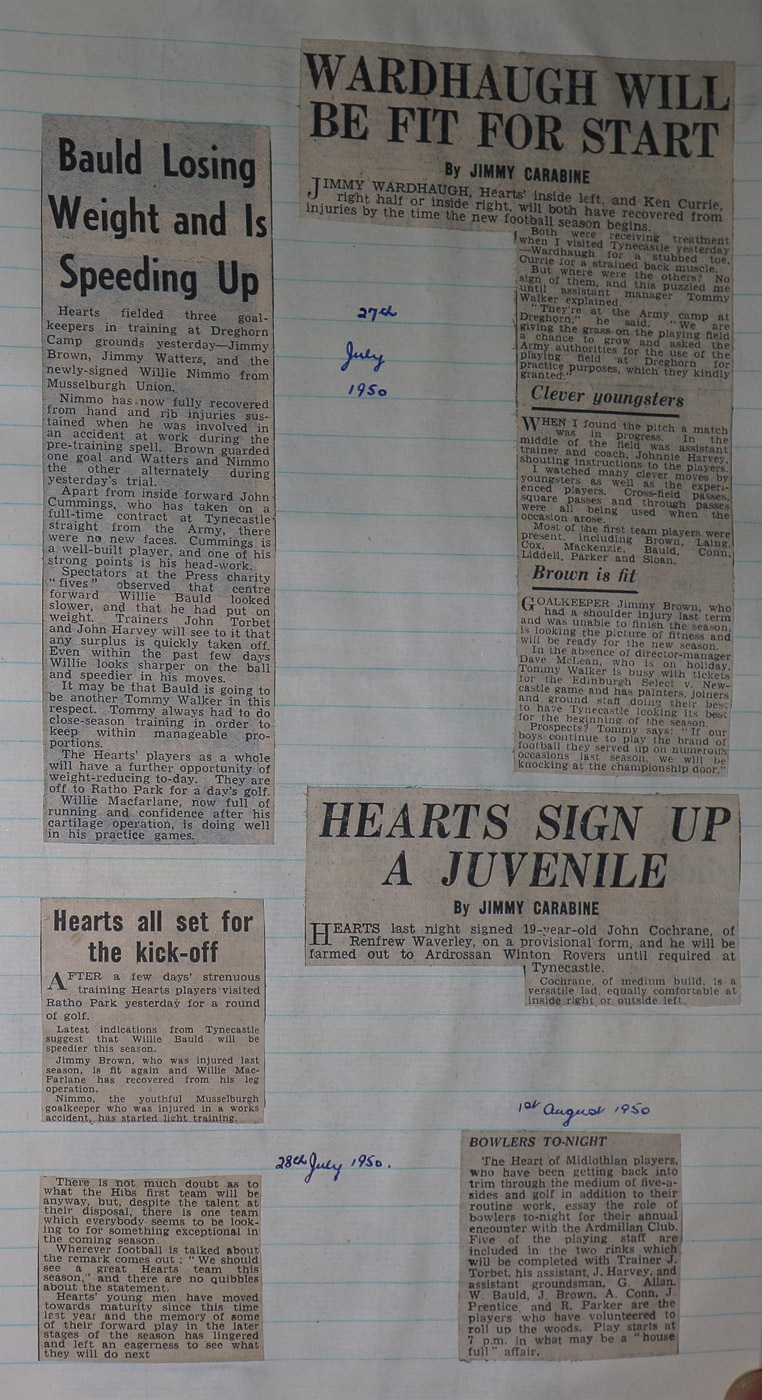 Bauld Losing
Weight and Is
Speeding Up
Hearts fielded three goal-
keepers in training at Dreghorn
Camp grounds yesterday—Jimmy
Brown, Jimmy Watters, and the
newly-signed Willie Nimmo from
Musselburgh Union.
Nimmo has now fully recovered
from hand and rib injuries sus-
tained when he was involved in
an accident at work during the
pre-training spell. Brown guarded
one goal and Watters and Nimmo
the other alternately during
yesterday's trial.
Apart from inside forward John
Cummings, who has taken on a
full-time contract at Tynecastle
straight from the Army, there
were no new faces. Cummings is
a well-built player, and one of his
strong points is his head-work.
Spectators at the Press charity
"fives" observed that centre
forward Willie Bauld looked
slower, and that he had put on
weight. Trainers John Torbet
and John Harvey will see to it that
any surplus is quickly taken off.
Even within the past few days
Willie looks sharper on the ball
and speedier in his moves.
It may be that Bauld is going to
be another Tommy Walker in this
respect. Tommy always had to do
close-season training in order to
keep within manageable pro-
portions.
The Hearts' players as a whole
will have a further opportunity of
weight-reducing to-day. They are
off to Ratho Park for a day's golf.
Willie Macfarlane, now full of
running and confidence after his
cartilage operation, is doing well
in his practice games.
WARDHAUGH WILL
BE FIT FOR START
By JIMMY CARABINE
JIMMY WARDHAUGH, Hearts' inside left, and Ken Currie,
right half or inside right, will both have recovered from
injuries by the time the new football season begins.
Both were receiving treatment
when I visited Tynecastle yesterday
—Wardhaugh for a stubbed toe,
Currie for a strained back muscle.
But where were the others? No
sign of them, and this puzzled me
until assistant manager Tommy
Walker explained.
"They're at the Army camp at
Dreghorn," he said. "We are
giving the grass on the playing field
a chance to grow and asked the
Army authorities for the use of the
playing field at Dreghorn for
practice purposes, which they kindly
granted."
Clever youngsters
WHEN I found the pitch a match
was in progress. In the
middle of the field was assistant
trainer and coach, Johnnie Harvey,
shouting instructions to the players.
I watched many clever moves by
youngsters as well as the experi-
enced players. Cross-field passes,
square passes and through passes
were all being used when the
occasion arose.
Most of the first team players were
present, including Brown, Laing,
Cox, Mackenzie, Bauld, Conn,
Liddell, Parker and Sloan.
Brown is fit
GOALKEEPER Jimmy Brown, who
had a shoulder injury last term
and was unable to finish the season,
is looking the picture of fitness and
will be ready for the new season.
In the absence of director-manager
Dave McLean, who is on holiday,
Tommy Walker is busy with tickets
for the Edinburgh Select v. New-
castle game and has painters, joiners
and ground staff doing their best
to have Tynecastle looking its best
for the beginning of the season.
Prospects? Tommy says: "If our
boys continue to play the brand of
football they served up on numerous
occasions last season, we will be
knocking at the championship door."
27th
July
1950
HEARTS SIGN UP
A JUVENILE
By JIMMY CARABINE
HEARTS last night signed 19-year-old John Cochrane, of
Renfrew Waverley, on a provisional form, and he will be
farmed out to Ardrossan Winton Rovers until required at
Tynecastle.
Cochrane, of medium build, is a
versatile lad, equally comfortable at
inside right or outside left.
Hearts all set for
the kick-off
AFTER a few days' strenuous
training Hearts players visited
Ratho Park yesterday for a round
of golf.
Latest indications from Tynecastle
suggest that Willie Bauld will be
speedier this season.
Jimmy Brown, who was injured last
season, is fit again and Willie Mac-
Farlane has recovered from his leg
operation.
Nimmo, the youthful Musselburgh
goalkeeper who was injured in a works
accident, has started light training.
28th July 1950.
There is not much doubt as to
what the Hibs first team will be
anyway, but, despite the talent at
their disposal, there is one team
which everybody seems to be look-
ing to for something exceptional in
the coming season.
Wherever football is talked about
the remark comes out: "We should
see a great Hearts team this
season," and there are no quibbles
about the statement.
Hearts' young men have moved
towards maturity since this time
last year and the memory of some
of their forward play in the later
stages of the season has lingered
and left an eagerness to see what
they will do next
1st August 1950
BOWLERS TO-NIGHT
The Heart of Midlothian players,
who have been getting back into
trim through the medium of five-a-
sides and golf in addition to their
routine work, essay the role of
bowlers to-night for their annual
encounter with the Ardmillan Club.
Five of the playing staff are
included in the two rinks which
will be completed with Trainer J.
Torbet, his assistant, J. Harvey, and
assistant groundsman, G. Allan.
W. Bauld, J. Brown, A. Conn, J.
Prentice, and R. Parker are the
players who have volunteered to
roll up the woods. Play starts at
7 p.m. in what may be a "house
full" affair.